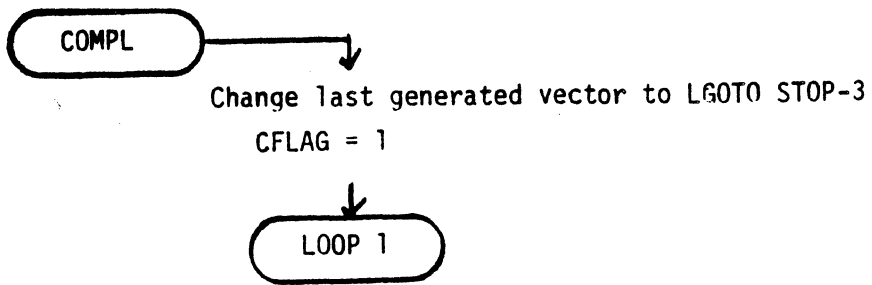 COMPL
Change last generated vector to LGOTO STOP-3
CFLAG = 1
LOOP 1